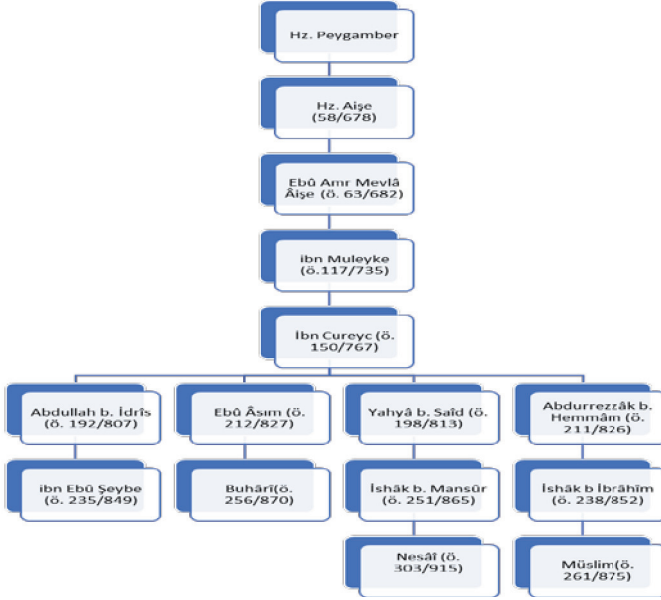 Hz. Peygamber
Hz. Aişe
(58/678)
Ebû Amr Mevlâ
Âişe (ö. 63/682)
ibn Muleyke
(ö.117/735)
İbn Cureyc (ö.
150/767)
Abdullah b. İdrîs
(ö. 192/807)
Ebû Âsım (ö.
212/827)
Yahyâ b. Saîd (ö.
198/813)
Abdurrezzâk b.
Hemmâm (ö.
211/826)
ibn Ebû Şeybe
(ö. 235/849)
Buhârî(ö.
256/870)
İshâk b. Mansûr
(ö. 251/865)
İshâk b İbrâhîm
(ö. 238/852)
Nesâî (ö.
303/915)
Müslim(ö.
261/875)